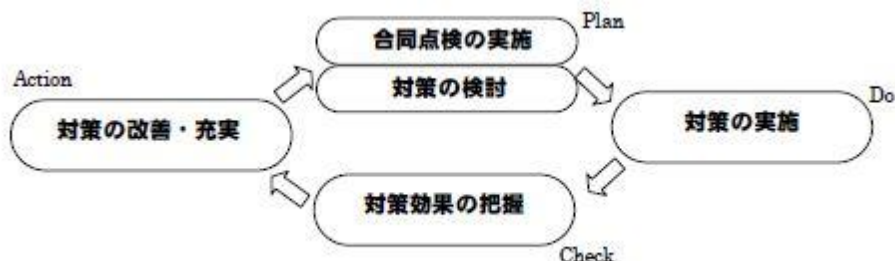 合同点検の実施
Plan
対策の検討
Action
対策の改善・充実
対策の実施
Do
対策効果の把握
Check